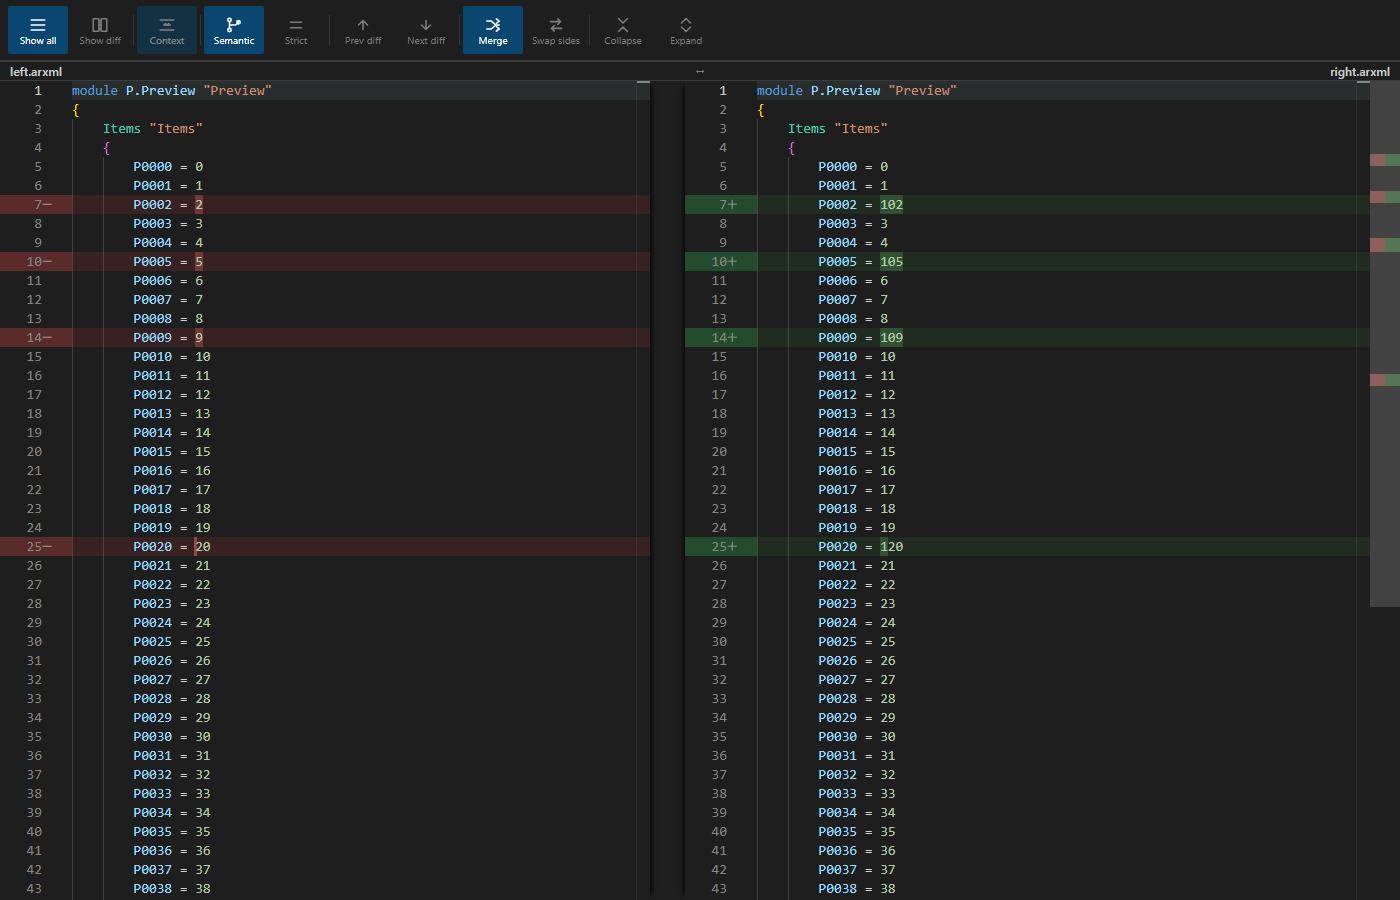 Show all Show diff Context Semantic Strict Prev diff Next diff Merge Swap sides Collapse Expand
left.arxml ↔ right.arxml
1 module P.Preview "Preview"
2 {
3 Items "Items"
4 {
5 P0000 = 0
6 P0001 = 1
7− P0002 = 2
8 P0003 = 3
9 P0004 = 4
10− P0005 = 5
11 P0006 = 6
12 P0007 = 7
13 P0008 = 8
14− P0009 = 9
15 P0010 = 10
16 P0011 = 11
17 P0012 = 12
18 P0013 = 13
19 P0014 = 14
20 P0015 = 15
21 P0016 = 16
22 P0017 = 17
23 P0018 = 18
24 P0019 = 19
25− P0020 = 20
26 P0021 = 21
27 P0022 = 22
28 P0023 = 23
29 P0024 = 24
30 P0025 = 25
31 P0026 = 26
32 P0027 = 27
33 P0028 = 28
34 P0029 = 29
35 P0030 = 30
36 P0031 = 31
37 P0032 = 32
38 P0033 = 33
39 P0034 = 34
40 P0035 = 35
41 P0036 = 36
42 P0037 = 37
43 P0038 = 38
1 module P.Preview "Preview"
2 {
3 Items "Items"
4 {
5 P0000 = 0
6 P0001 = 1
7+ P0002 = 102
8 P0003 = 3
9 P0004 = 4
10+ P0005 = 105
11 P0006 = 6
12 P0007 = 7
13 P0008 = 8
14+ P0009 = 109
15 P0010 = 10
16 P0011 = 11
17 P0012 = 12
18 P0013 = 13
19 P0014 = 14
20 P0015 = 15
21 P0016 = 16
22 P0017 = 17
23 P0018 = 18
24 P0019 = 19
25+ P0020 = 120
26 P0021 = 21
27 P0022 = 22
28 P0023 = 23
29 P0024 = 24
30 P0025 = 25
31 P0026 = 26
32 P0027 = 27
33 P0028 = 28
34 P0029 = 29
35 P0030 = 30
36 P0031 = 31
37 P0032 = 32
38 P0033 = 33
39 P0034 = 34
40 P0035 = 35
41 P0036 = 36
42 P0037 = 37
43 P0038 = 38